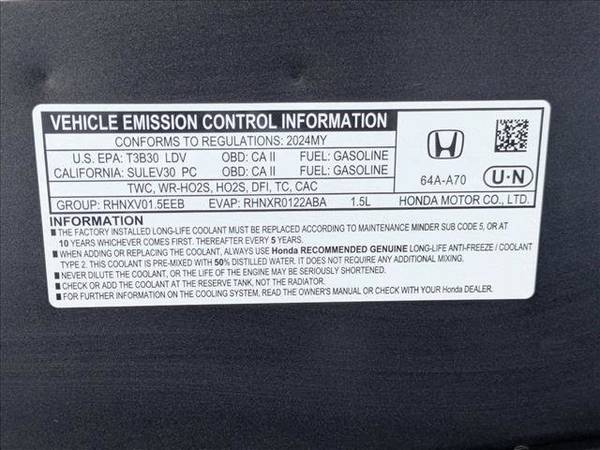 VEHICLE EMISSION CONTROL INFORMATION
CONFORMS TO REGULATIONS: 2024MY
U.S. EPA: T3B30 LDV OBD: CA II FUEL: GASOLINE
CALIFORNIA: SULEV30 PC OBD: CA II FUEL: GASOLINE
TWC, WR-HO2S, HO2S, DFI, TC, CAC
64A-A70 U·N
GROUP: RHNXV01.5EEB EVAP: RHNXR0122ABA 1.5L HONDA MOTOR CO., LTD.
INFORMATION
■ THE FACTORY INSTALLED LONG-LIFE COOLANT MUST BE REPLACED ACCORDING TO MAINTENANCE MINDER SUB CODE 5, OR AT
10 YEARS WHICHEVER COMES FIRST. THEREAFTER EVERY 5 YEARS.
■ WHEN ADDING OR REPLACING THE COOLANT, ALWAYS USE Honda RECOMMENDED GENUINE LONG-LIFE ANTI-FREEZE / COOLANT
TYPE 2. THIS COOLANT IS PRE-MIXED WITH 50% DISTILLED WATER. IT DOES NOT REQUIRE ANY ADDITIONAL MIXING.
■ NEVER DILUTE THE COOLANT, OR THE LIFE OF THE ENGINE MAY BE SERIOUSLY SHORTENED.
■ CHECK AND ADD THE COOLANT AT THE RESERVE TANK, NOT THE RADIATOR.
■ FOR FURTHER INFORMATION ON THE COOLING SYSTEM, READ THE OWNER'S MANUAL OR CHECK WITH YOUR Honda DEALER.